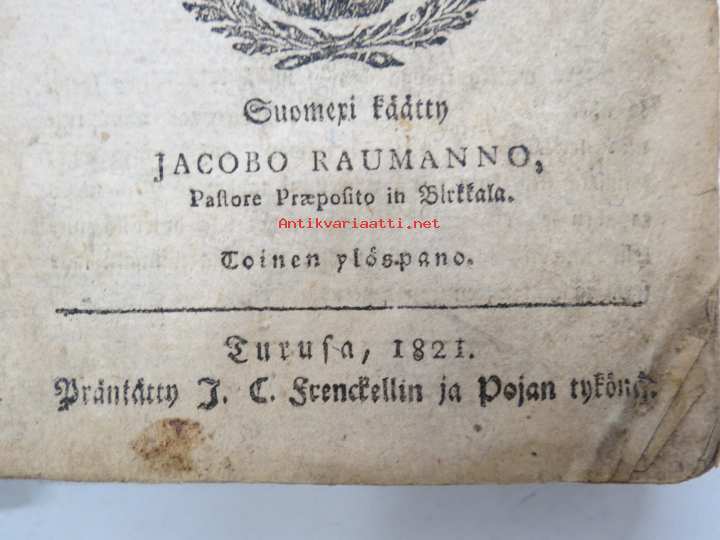 Suomexi käätty
JACOBO RAUMANNO,
Pastore Præposito in Birkkala.
Antikvariaatti.net
Toinen ylös-pano.
Turusa, 1821.
Präntätty J. C. Frenckellin ja Pojan tykönä.